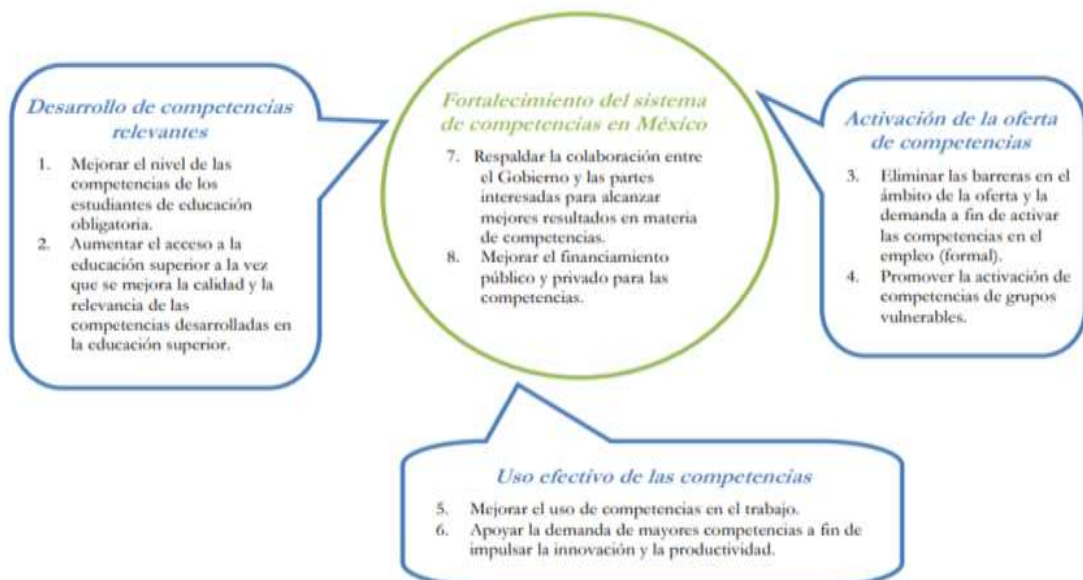 Desarrollo de competencias
relevantes
1. Mejorar el nivel de las
competencias de los
estudiantes de educación
obligatoria.
2. Aumentar el acceso a la
educación superior a la vez
que se mejora la calidad y la
relevancia de las
competencias desarrolladas en
la educación superior.
Fortalecimiento del sistema
de competencias en México
7. Respaldar la colaboración entre
el Gobierno y las partes
interesadas para alcanzar
mejores resultados en materia
de competencias.
8. Mejorar el financiamiento
público y privado para las
competencias.
Activación de la oferta
de competencias
3. Eliminar las barreras en el
ámbito de la oferta y la
demanda a fin de activar
las competencias en el
empleo (formal).
4. Promover la activación de
competencias de grupos
vulnerables.
Uso efectivo de las competencias
5. Mejorar el uso de competencias en el trabajo.
6. Apoyar la demanda de mayores competencias a fin de
impulsar la innovación y la productividad.